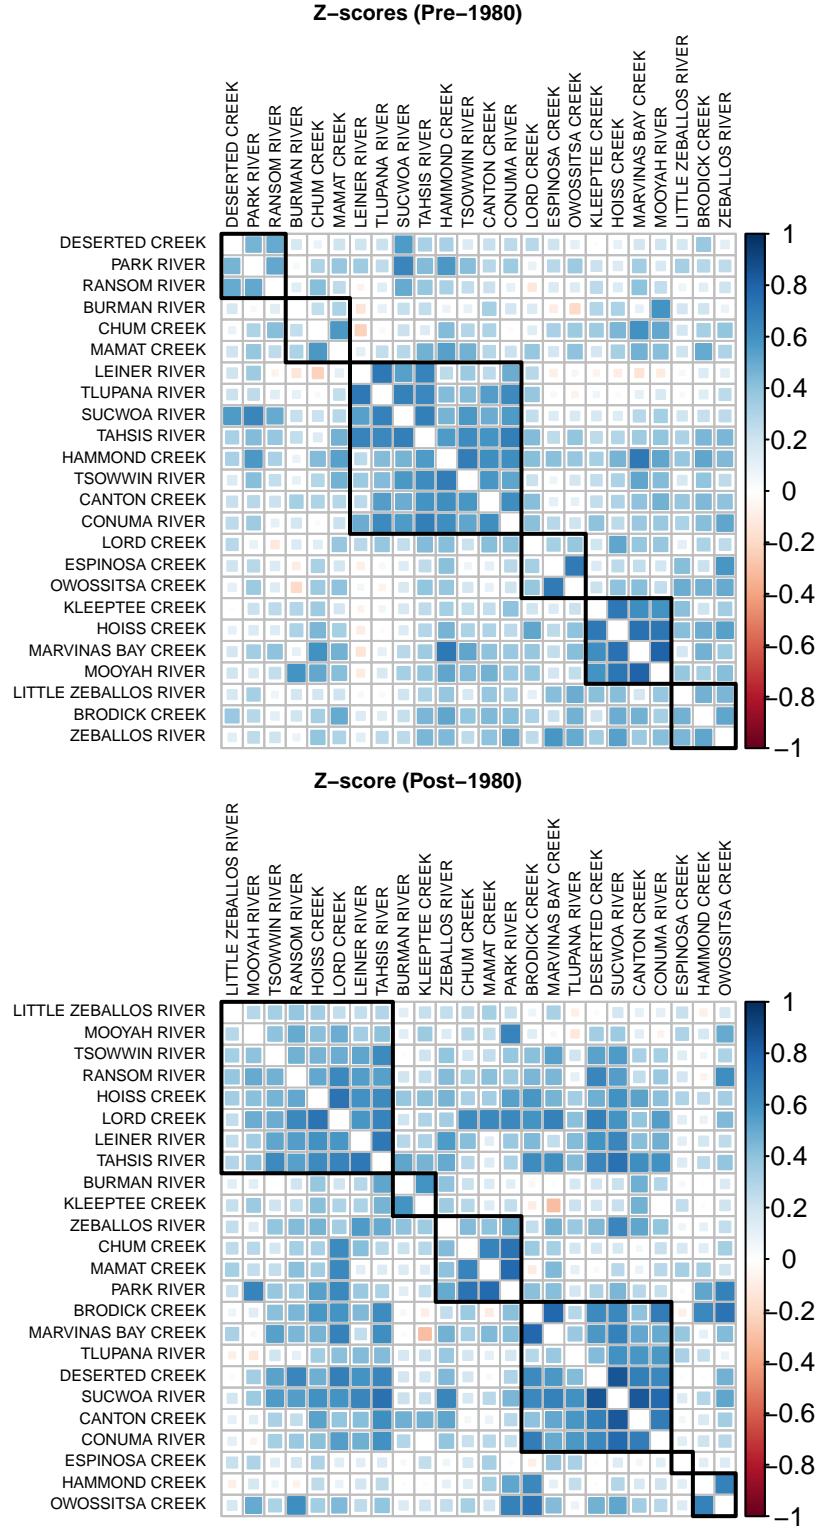 Z−scores (Pre−1980)
DESERTED CREEK
PARK RIVER
RANSOM RIVER
BURMAN RIVER
CHUM CREEK
MAMAT CREEK
LEINER RIVER
TLUPANA RIVER
SUCWOA RIVER
TAHSIS RIVER
HAMMOND CREEK
TSOWWIN RIVER
CANTON CREEK
CONUMA RIVER
LORD CREEK
ESPINOSA CREEK
OWOSSITSA CREEK
KLEEPTEE CREEK
HOISS CREEK
MARVINAS BAY CREEK
MOOYAH RIVER
LITTLE ZEBALLOS RIVER
BRODICK CREEK
ZEBALLOS RIVER
DESERTED CREEK
PARK RIVER
RANSOM RIVER
BURMAN RIVER
CHUM CREEK
MAMAT CREEK
LEINER RIVER
TLUPANA RIVER
SUCWOA RIVER
TAHSIS RIVER
HAMMOND CREEK
TSOWWIN RIVER
CANTON CREEK
CONUMA RIVER
LORD CREEK
ESPINOSA CREEK
OWOSSITSA CREEK
KLEEPTEE CREEK
HOISS CREEK
MARVINAS BAY CREEK
MOOYAH RIVER
LITTLE ZEBALLOS RIVER
BRODICK CREEK
ZEBALLOS RIVER
1
0.8
0.6
0.4
0.2
0
−0.2
−0.4
−0.6
−0.8
−1
Z−score (Post−1980)
LITTLE ZEBALLOS RIVER
MOOYAH RIVER
TSOWWIN RIVER
RANSOM RIVER
HOISS CREEK
LORD CREEK
LEINER RIVER
TAHSIS RIVER
BURMAN RIVER
KLEEPTEE CREEK
ZEBALLOS RIVER
CHUM CREEK
MAMAT CREEK
PARK RIVER
BRODICK CREEK
MARVINAS BAY CREEK
TLUPANA RIVER
DESERTED CREEK
SUCWOA RIVER
CANTON CREEK
CONUMA RIVER
ESPINOSA CREEK
HAMMOND CREEK
OWOSSITSA CREEK
LITTLE ZEBALLOS RIVER
MOOYAH RIVER
TSOWWIN RIVER
RANSOM RIVER
HOISS CREEK
LORD CREEK
LEINER RIVER
TAHSIS RIVER
BURMAN RIVER
KLEEPTEE CREEK
ZEBALLOS RIVER
CHUM CREEK
MAMAT CREEK
PARK RIVER
BRODICK CREEK
MARVINAS BAY CREEK
TLUPANA RIVER
DESERTED CREEK
SUCWOA RIVER
CANTON CREEK
CONUMA RIVER
ESPINOSA CREEK
HAMMOND CREEK
OWOSSITSA CREEK
1
0.8
0.6
0.4
0.2
0
−0.2
−0.4
−0.6
−0.8
−1